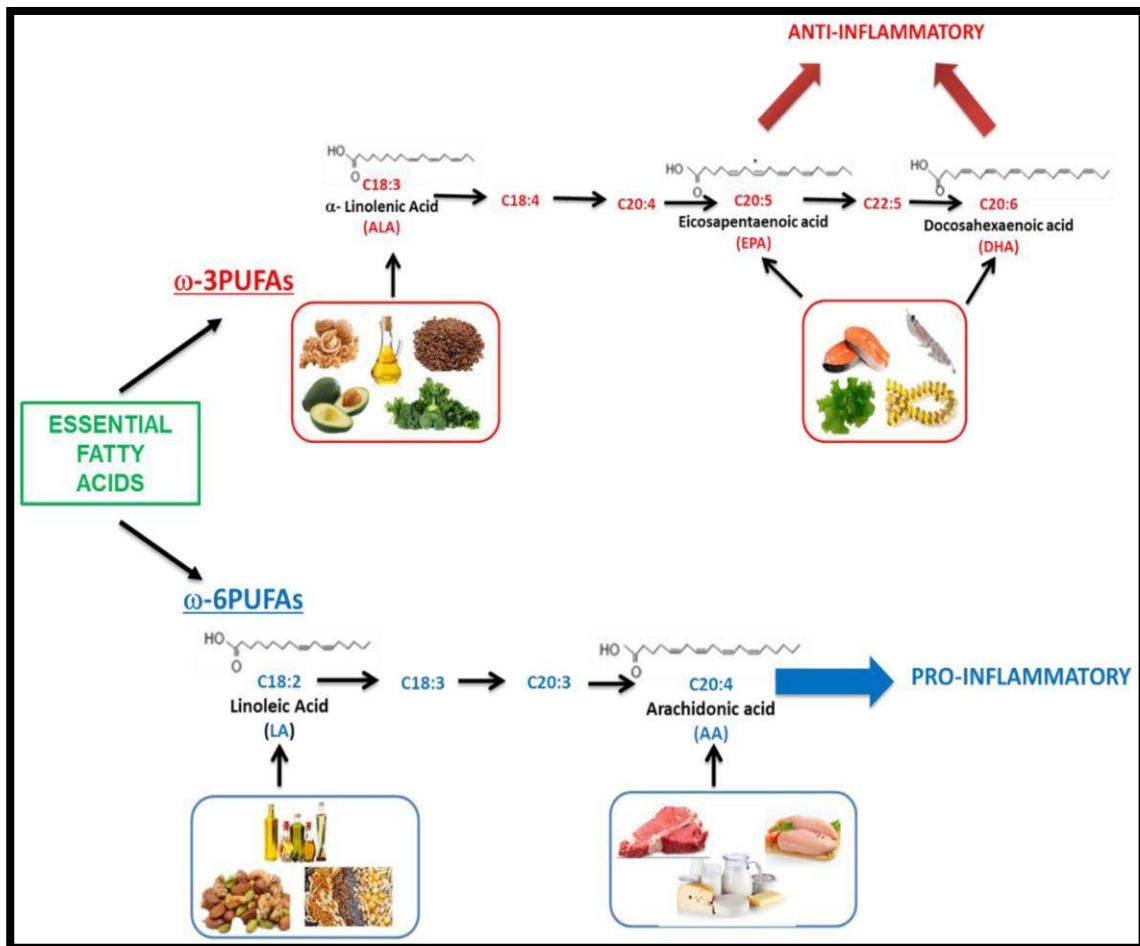 ANTI-INFLAMMATORY
HO
O
C18:3
α- Linolenic Acid
(ALA)
C18:4
C20:4
HO
O
C20:5
Eicosapentaenoic acid
(EPA)
C22:5
HO
O
C20:6
Docosahexaenoic acid
(DHA)
ω-3PUFAs
ESSENTIAL
FATTY
ACIDS
ω-6PUFAs
HO
O
C18:2
Linoleic Acid
(LA)
C18:3
C20:3
HO
O
C20:4
Arachidonic acid
(AA)
PRO-INFLAMMATORY